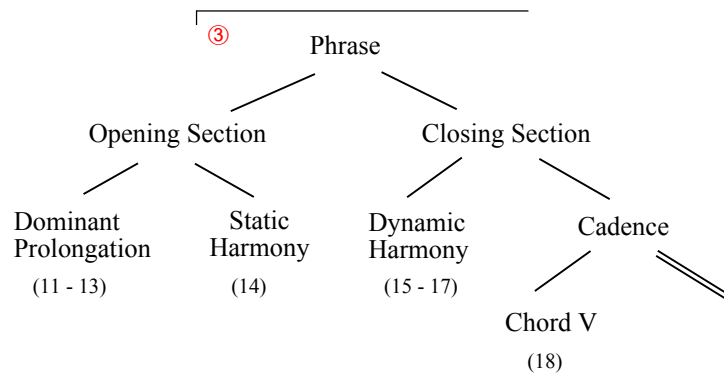 ③
Phrase
Opening Section
Closing Section
Dominant
Prolongation
(11 - 13)
Static
Harmony
(14)
Dynamic
Harmony
(15 - 17)
Cadence
Chord V
(18)